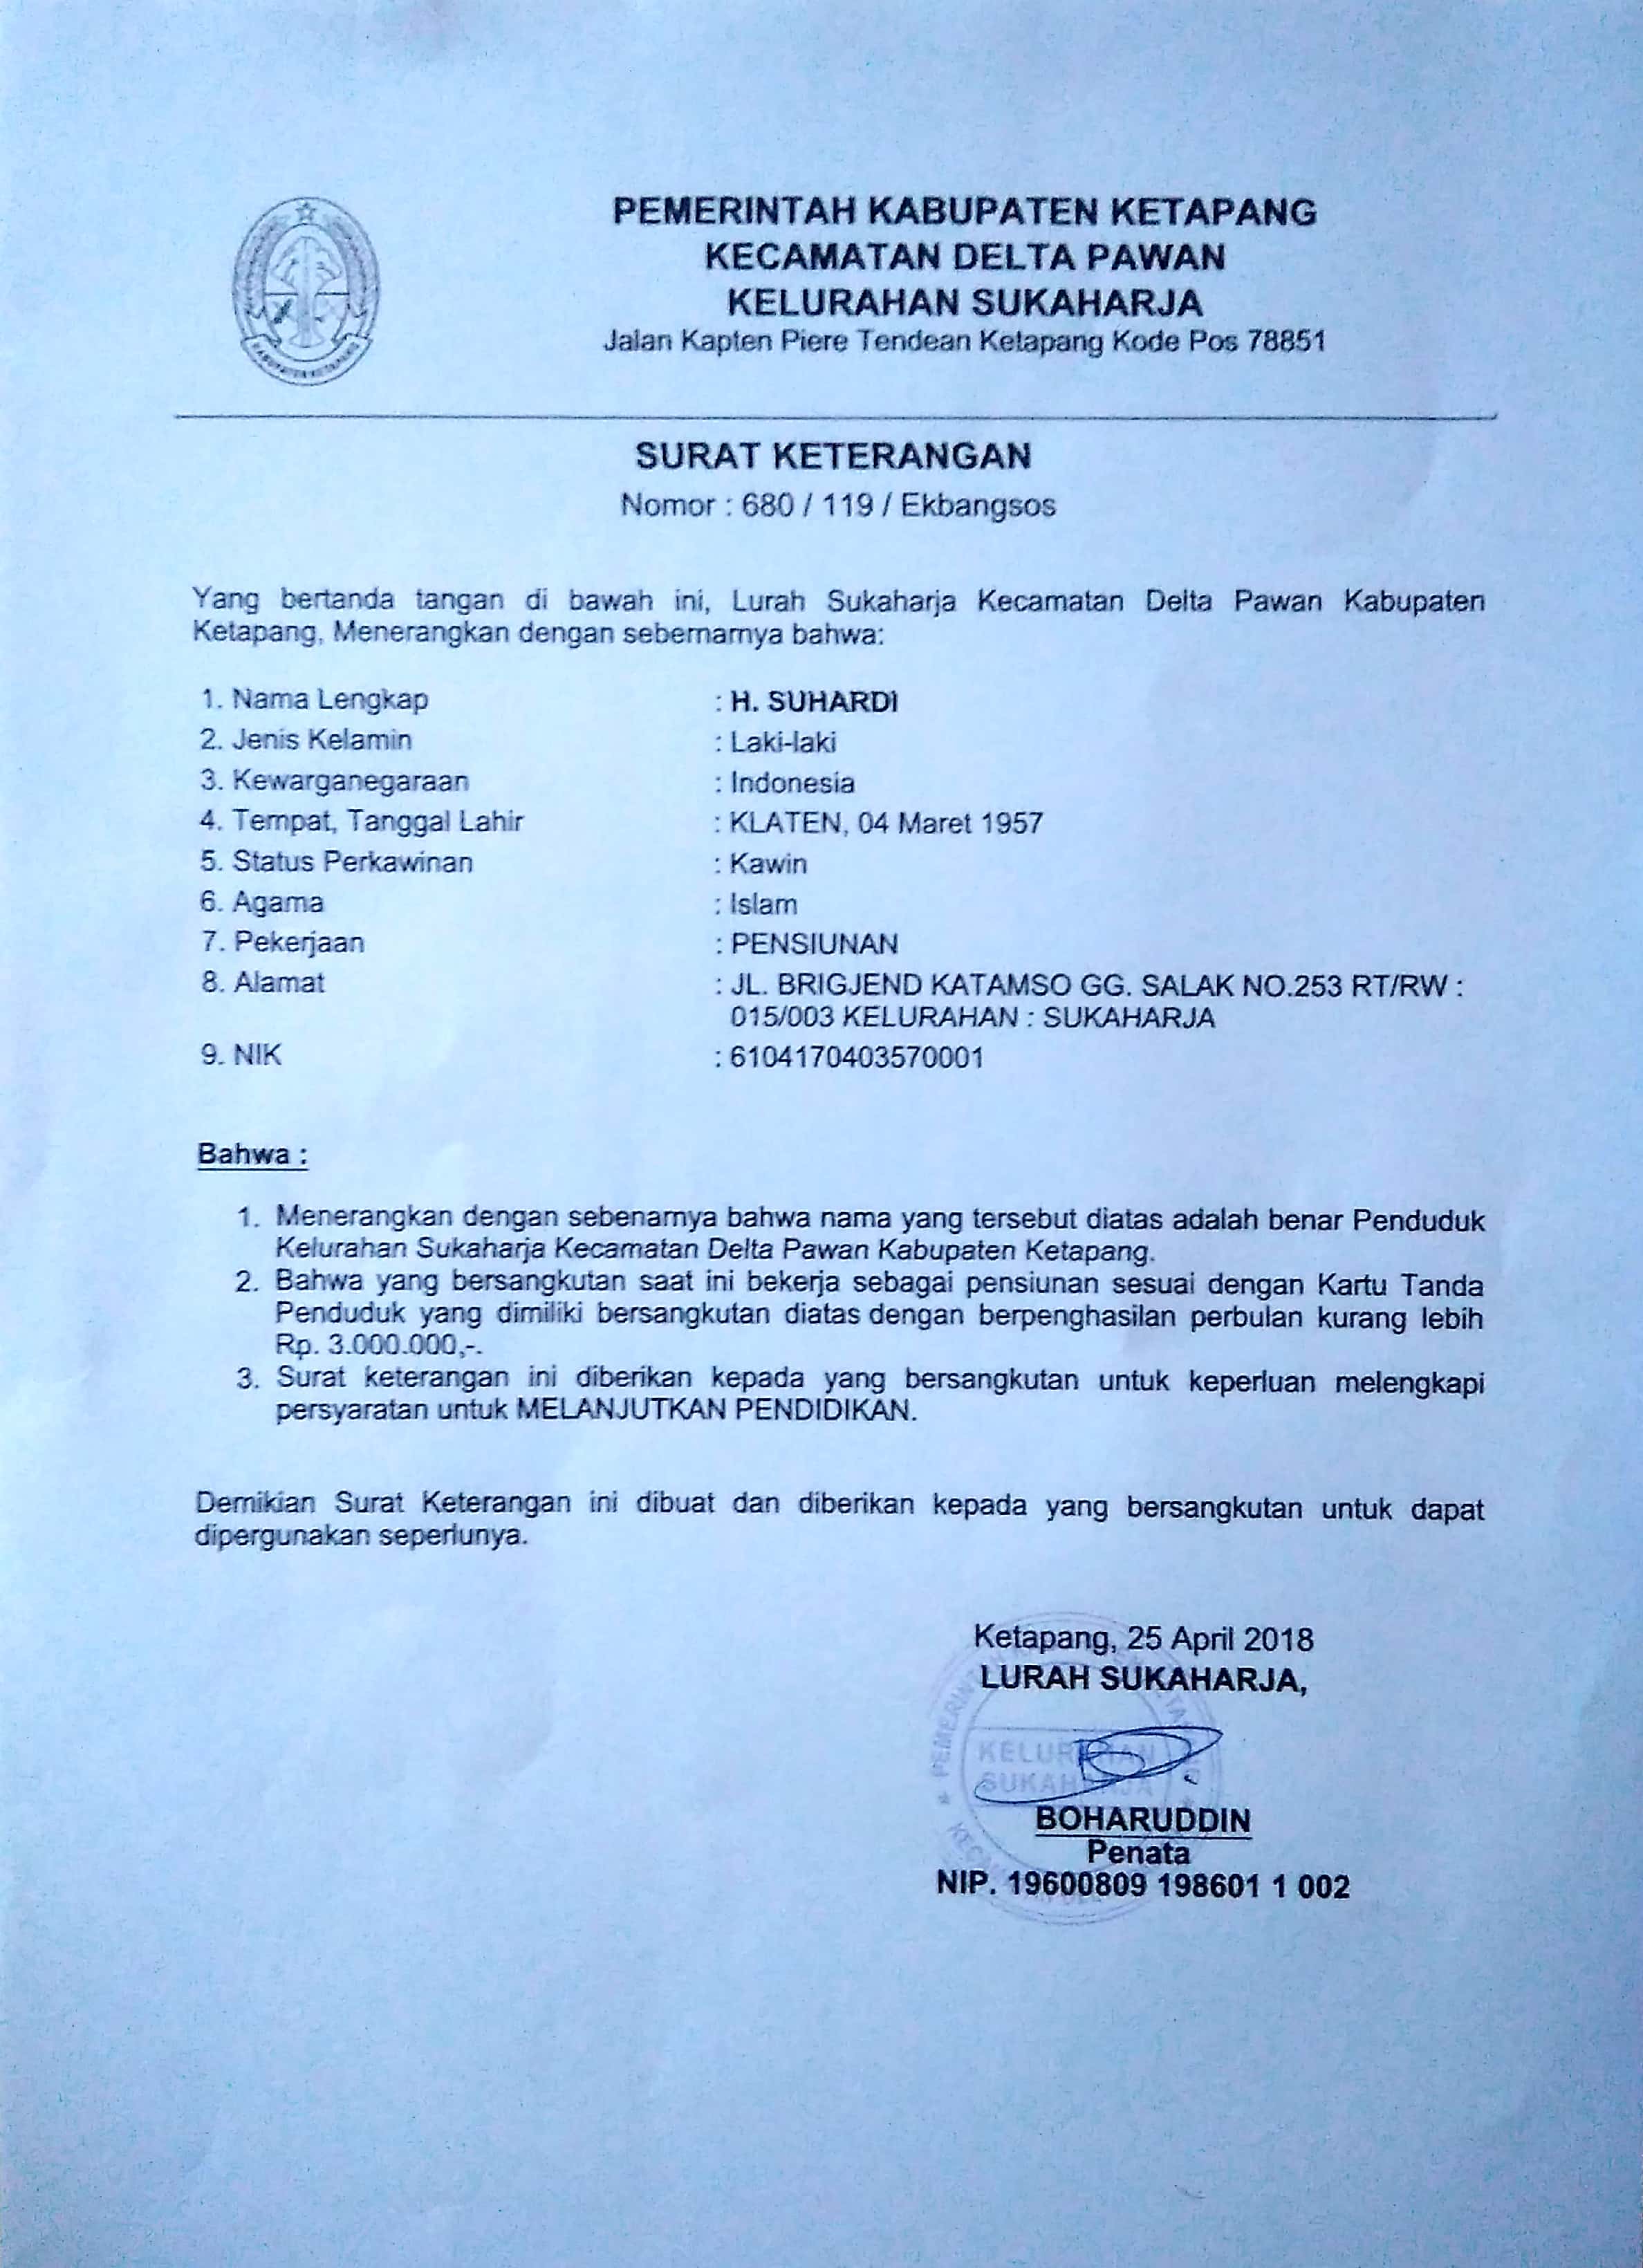 PEMERINTAH KABUPATEN KETAPANG
KECAMATAN DELTA PAWAN
KELURAHAN SUKAHARJA
Jalan Kapten Piere Tendean Ketapang Kode Pos 78851
KABUPATEN KETAPANG
SURAT KETERANGAN
Nomor : 680 / 119 / Ekbangsos
Yang bertanda tangan di bawah ini, Lurah Sukaharja Kecamatan Delta Pawan Kabupaten
Ketapang, Menerangkan dengan sebernarnya bahwa:
1. Nama Lengkap : H. SUHARDI
2. Jenis Kelamin : Laki-laki
3. Kewarganegaraan : Indonesia
4. Tempat, Tanggal Lahir : KLATEN, 04 Maret 1957
5. Status Perkawinan : Kawin
6. Agama : Islam
7. Pekerjaan : PENSIUNAN
8. Alamat : JL. BRIGJEND KATAMSO GG. SALAK NO.253 RT/RW :
015/003 KELURAHAN : SUKAHARJA
9. NIK : 6104170403570001
Bahwa :
1. Menerangkan dengan sebenarnya bahwa nama yang tersebut diatas adalah benar Penduduk
Kelurahan Sukaharja Kecamatan Delta Pawan Kabupaten Ketapang.
2. Bahwa yang bersangkutan saat ini bekerja sebagai pensiunan sesuai dengan Kartu Tanda
Penduduk yang dimiliki bersangkutan diatas dengan berpenghasilan perbulan kurang lebih
Rp. 3.000.000,-.
3. Surat keterangan ini diberikan kepada yang bersangkutan untuk keperluan melengkapi
persyaratan untuk MELANJUTKAN PENDIDIKAN.
Demikian Surat Keterangan ini dibuat dan diberikan kepada yang bersangkutan untuk dapat
dipergunakan seperlunya.
Ketapang, 25 April 2018
LURAH SUKAHARJA,
KELURAHAN
SUKAHARJA
BOHARUDDIN
Penata
NIP. 19600809 198601 1 002